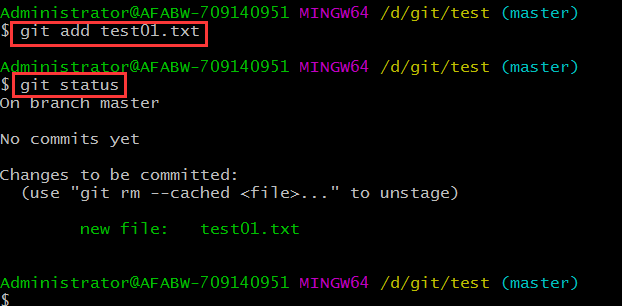 Administrator@AFABW-709140951 MINGW64 /d/git/test (master)
$ git add test01.txt
Administrator@AFABW-709140951 MINGW64 /d/git/test (master)
$ git status
On branch master
No commits yet
Changes to be committed:
  (use "git rm --cached <file>..." to unstage)
        new file:   test01.txt
Administrator@AFABW-709140951 MINGW64 /d/git/test (master)
$